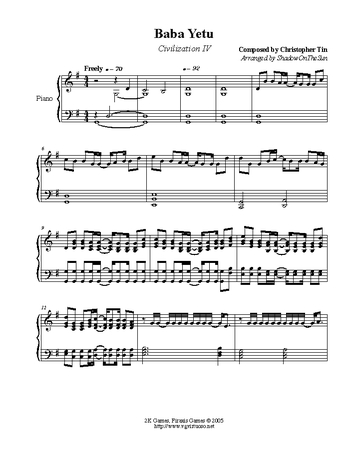 Baba Yetu
Civilization IV
Composed by Christopher Tin
Arranged by ShadowOnTheSun
Freely ♩ = 70
♩ = 92
Piano
6
9
12
2K Games, Firaxis Games © 2005
http://www.vgvirtuoso.net